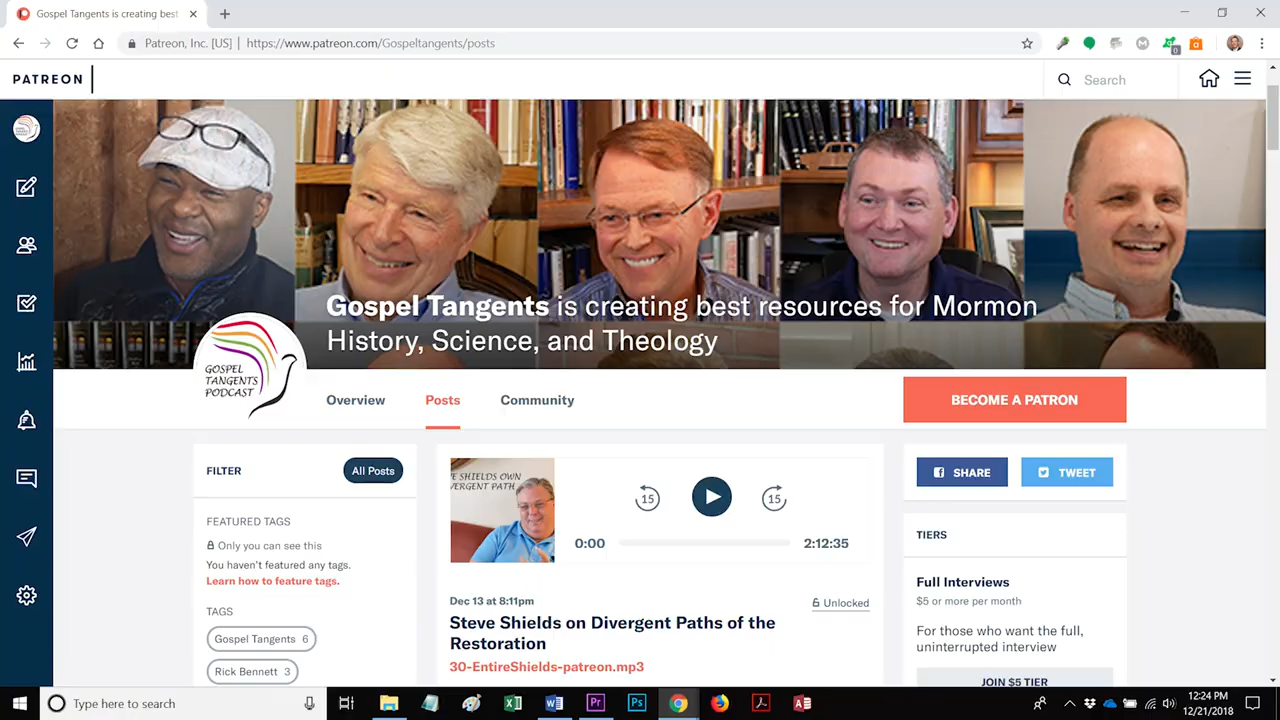 Gospel Tangents is creating best
Patreon, Inc. [US]
https://www.patreon.com/Gospeltangents/posts
0
PATREON
Search
Gospel Tangents is creating best resources for Mormon
History, Science, and Theology
GOSPEL
TANGENTS
PODCAST
Overview
Posts
Community
BECOME A PATRON
FILTER
All Posts
FEATURED TAGS
Only you can see this
You haven't featured any tags.
Learn how to feature tags.
TAGS
Gospel Tangents 6
Rick Bennett 3
E SHIELDS OWN
ERGENT PATH
15
15
0:00
2:12:35
Dec 13 at 8:11pm
Unlocked
Steve Shields on Divergent Paths of the
Restoration
30-EntireShields-patreon.mp3
SHARE
TWEET
TIERS
Full Interviews
$5 or more per month
For those who want the full,
uninterrupted interview
JOIN $5 TIER
Type here to search
12:24 PM
12/21/2018